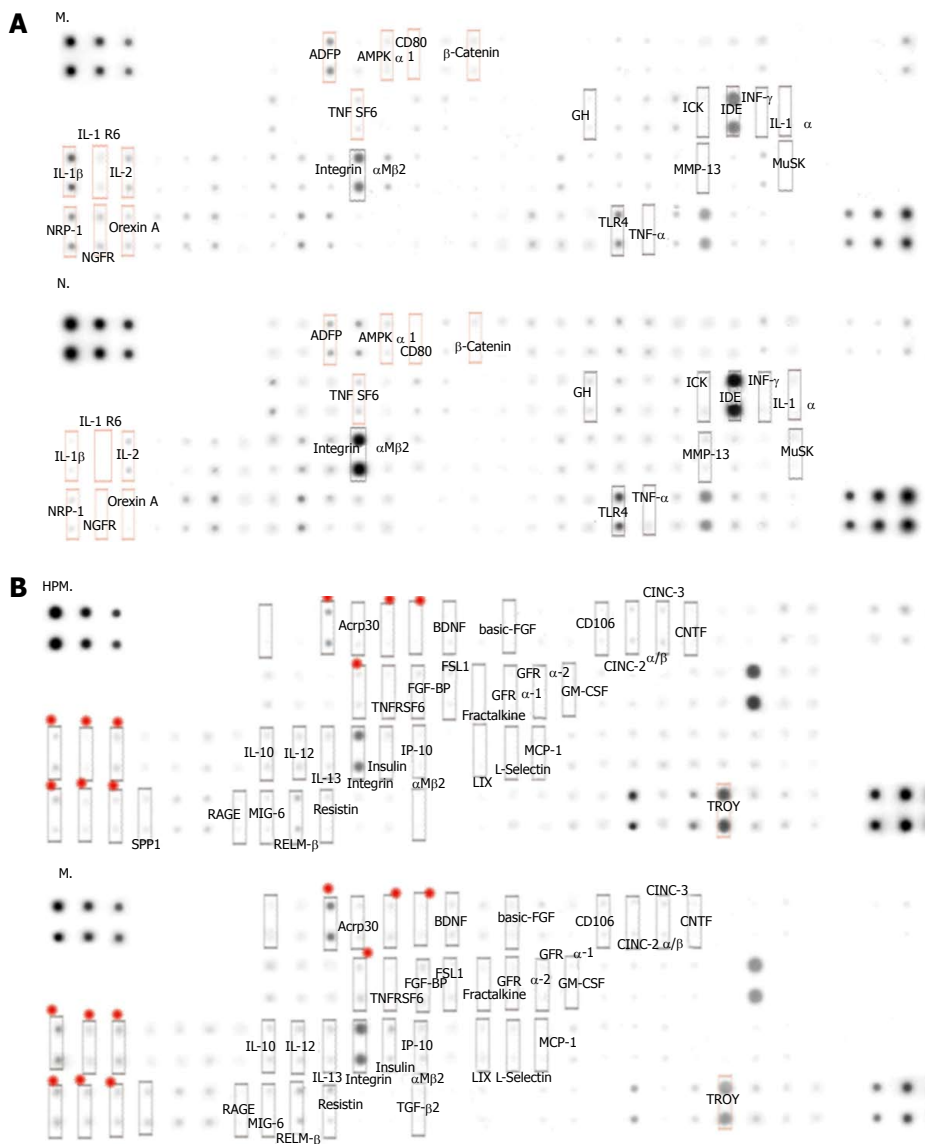 A
M.
CD80
ADFP AMPK α 1 β-Catenin
TNF SF6 GH ICK IDE INF-γ
IL-1 α
IL-1 R6
IL-1β IL-2 Integrin αMβ2 MMP-13 MuSK
NRP-1 Orexin A TLR4 TNF-α
NGFR
N.
ADFP AMPK α 1
CD80 β-Catenin
TNF SF6 GH ICK IDE INF-γ
IL-1 α
IL-1 R6
IL-1β IL-2 Integrin αMβ2 MMP-13 MuSK
NRP-1 Orexin A TNF-α
NGFR TLR4
B
HPM.
CINC-3
Acrp30 BDNF basic-FGF CD106 CNTF
CINC-2 α/β
FSL1 GFR α-2
FGF-BP GFR α-1 GM-CSF
TNFRSF6 Fractalkine
IL-10 IL-12 IP-10 MCP-1
IL-13 Insulin L-Selectin
Integrin αMβ2 LIX
RAGE MIG-6 Resistin TROY
SPP1 RELM-β
M.
CINC-3
Acrp30 BDNF basic-FGF CD106 CNTF
CINC-2 α/β
GFR α-1
FSL1
FGF-BP GFR α-2 GM-CSF
TNFRSF6 Fractalkine
IL-10 IL-12 IP-10 MCP-1
Insulin
IL-13 Integrin αMβ2 LIX L-Selectin
RAGE MIG-6 Resistin TGF-β2 TROY
RELM-β